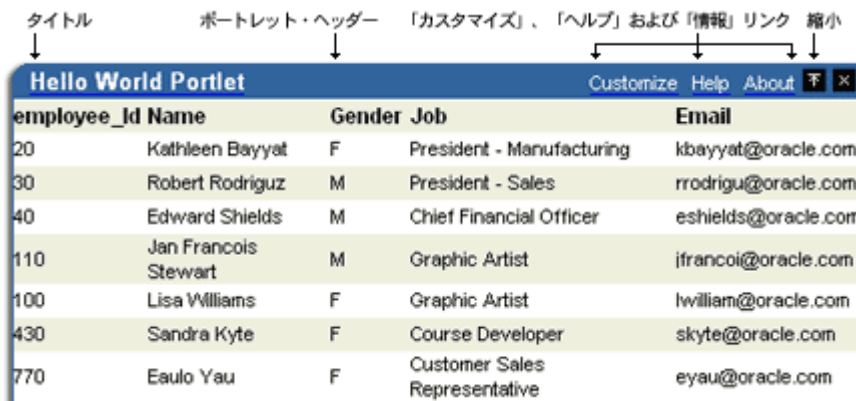 タイトル ポートレット・ヘッダー 「カスタマイズ」、「ヘルプ」および「情報」リンク 縮小
Hello World Portlet Customize Help About
employee_Id Name Gender Job Email
20 Kathleen Bayyat F President - Manufacturing kbayyat@oracle.com
30 Robert Rodriguz M President - Sales rrodrigu@oracle.com
40 Edward Shields M Chief Financial Officer eshields@oracle.com
110 Jan Francois Stewart M Graphic Artist jfrancoi@oracle.com
100 Lisa Williams F Graphic Artist lwilliam@oracle.com
430 Sandra Kyte F Course Developer skyte@oracle.com
770 Eaulo Yau F Customer Sales Representative eyau@oracle.com